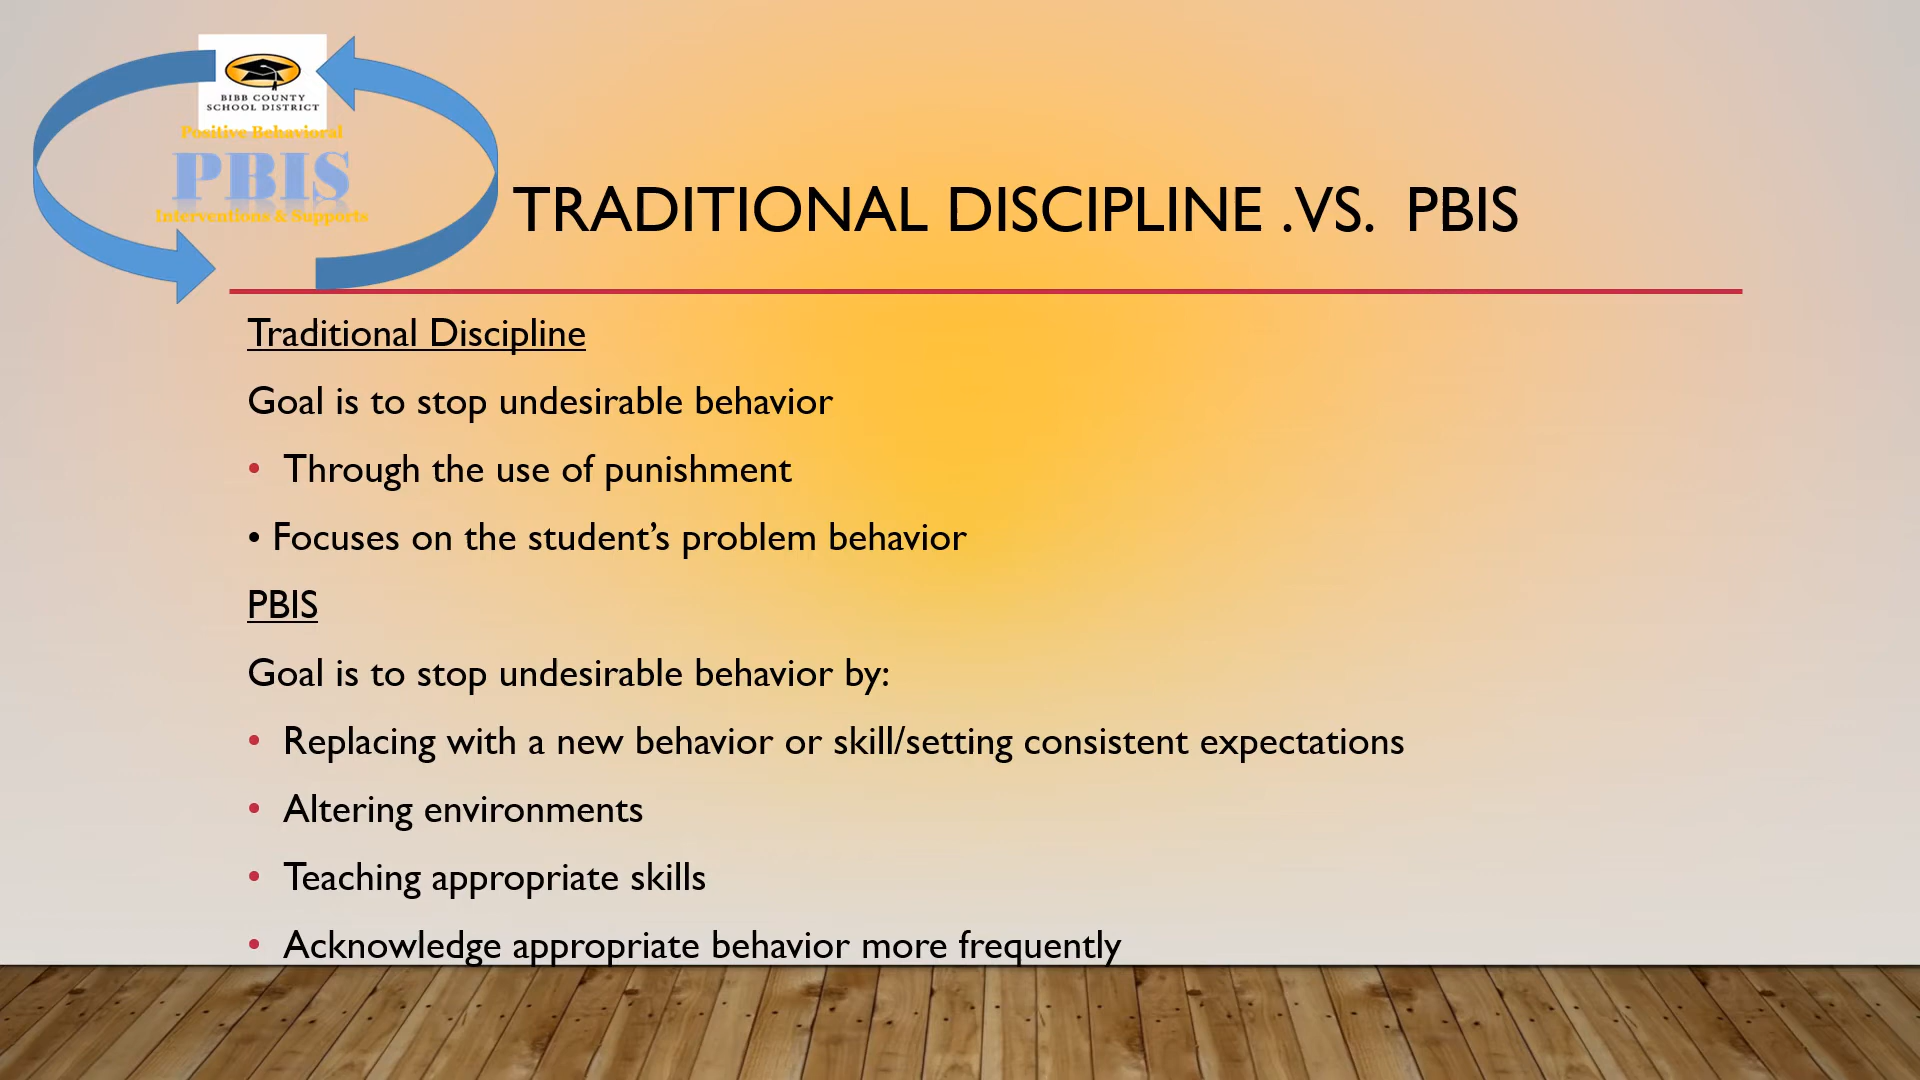 BIBB COUNTY
SCHOOL DISTRICT
Positive Behavioral
PBIS
Interventions & Supports
TRADITIONAL DISCIPLINE .VS.  PBIS
Traditional Discipline
Goal is to stop undesirable behavior
• Through the use of punishment
• Focuses on the student’s problem behavior
PBIS
Goal is to stop undesirable behavior by:
• Replacing with a new behavior or skill/setting consistent expectations
• Altering environments
• Teaching appropriate skills
• Acknowledge appropriate behavior more frequently